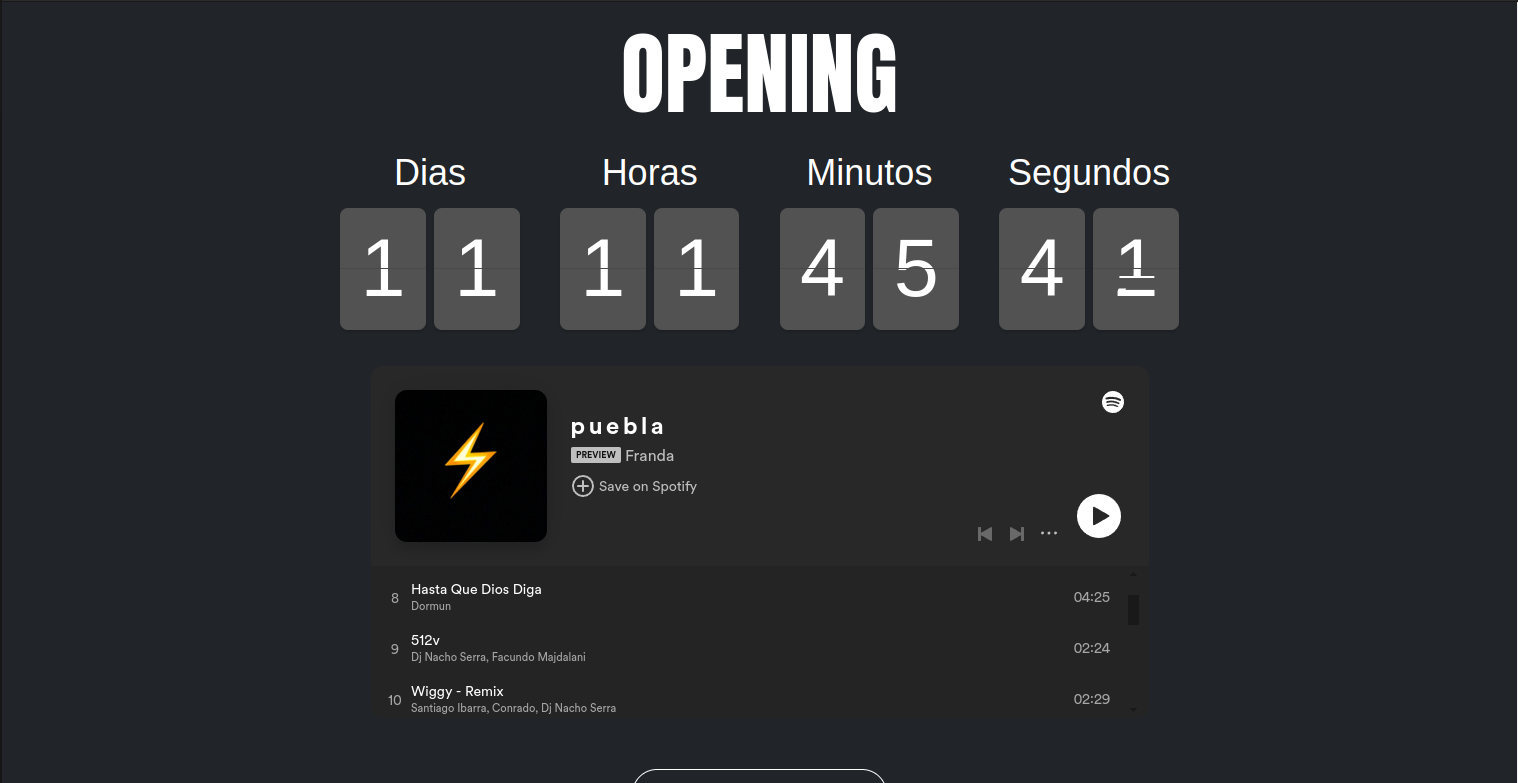 OPENING
Dias Horas Minutos Segundos
1 1 1 1 4 5 4
puebla
PREVIEW Franda
Save on Spotify
8 Hasta Que Dios Diga 04:25
Dormun
9 512v 02:24
Dj Nacho Serra, Facundo Majdalani
10 Wiggy - Remix 02:29
Santiago Ibarra, Conrado, Dj Nacho Serra